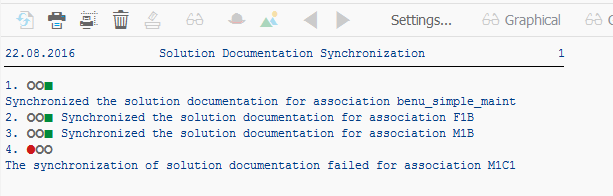 Settings... Graphical
22.08.2016 Solution Documentation Synchronization 1
1.
Synchronized the solution documentation for association benu_simple_maint
2. Synchronized the solution documentation for association F1B
3. Synchronized the solution documentation for association M1B
4.
The synchronization of solution documentation failed for association M1C1